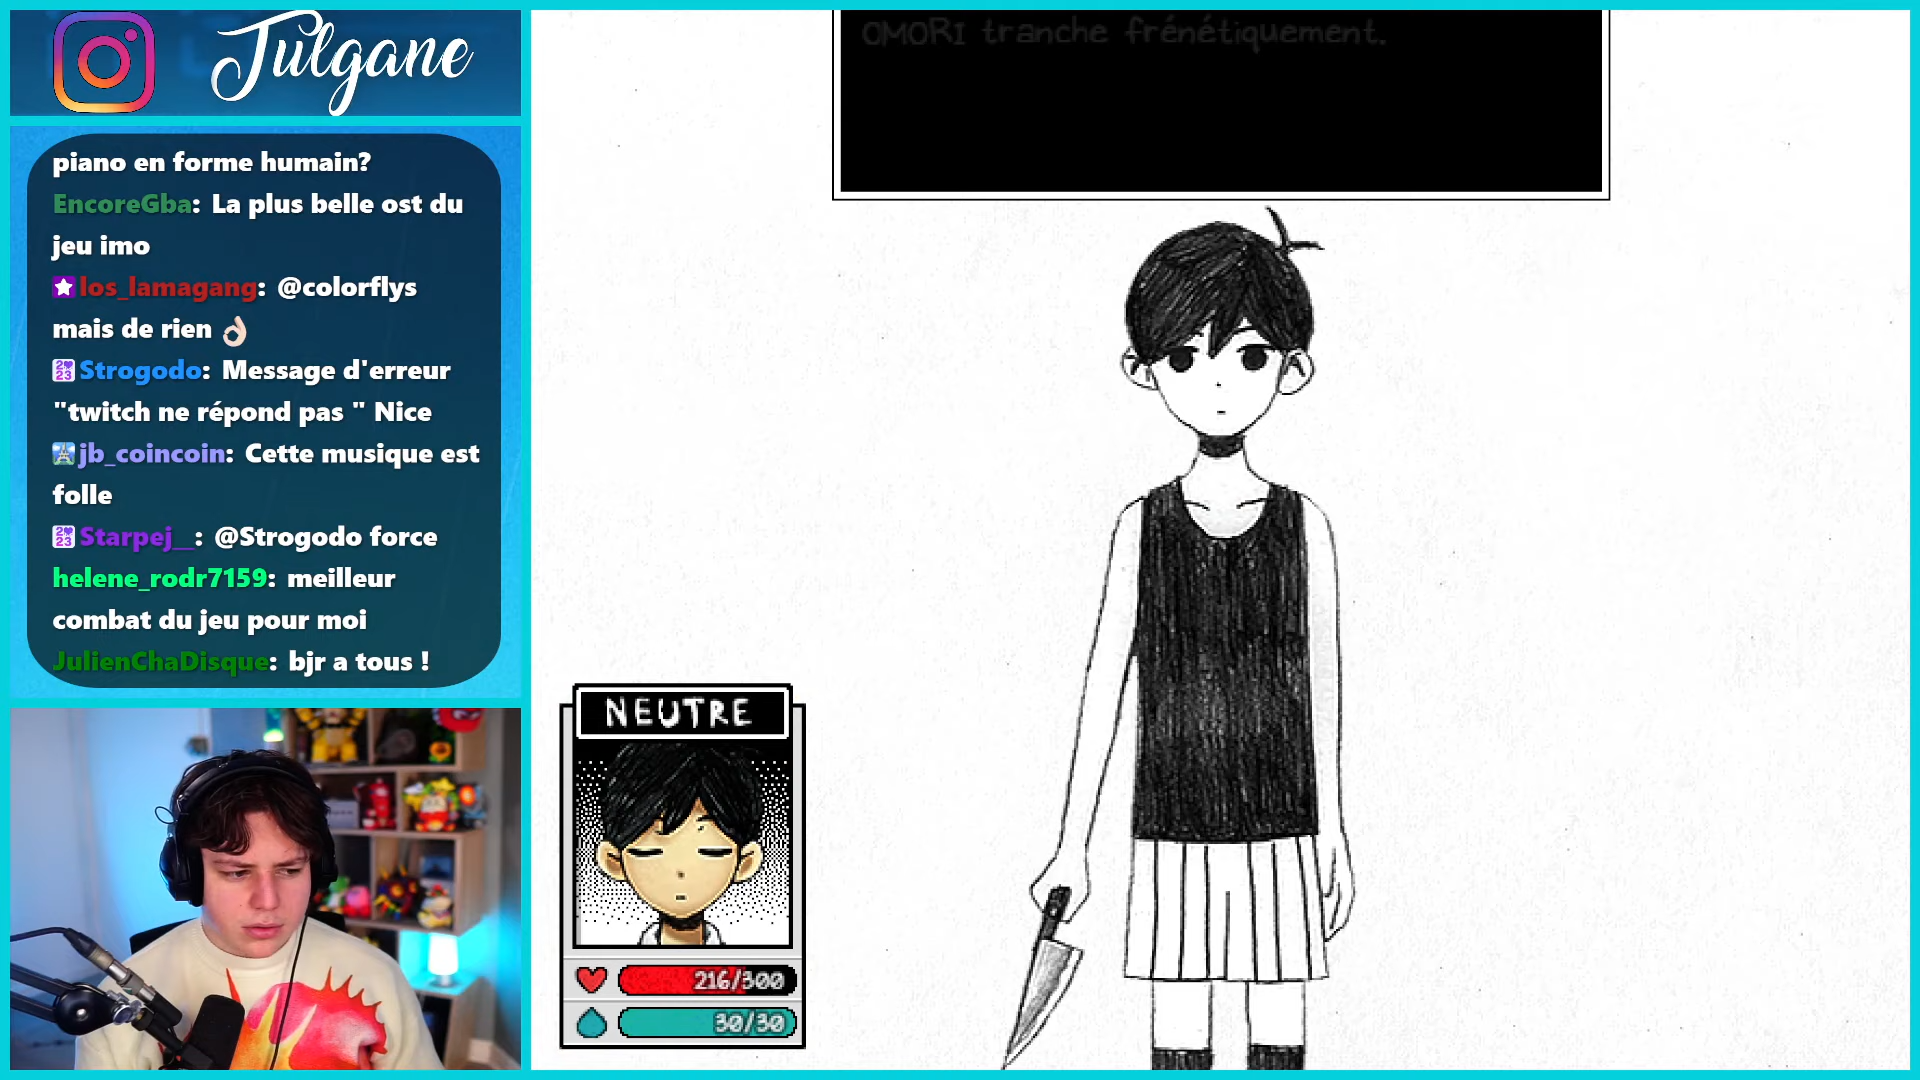 Julgane
piano en forme humain?
EncoreGba: La plus belle ost du
jeu imo
los_lamagang: @colorflys
mais de rien 👌🏻
Strogodo: Message d'erreur
"twitch ne répond pas " Nice
jb_coincoin: Cette musique est
folle
Starpej__: @Strogodo force
helene_rodr7159: meilleur
combat du jeu pour moi
JulienChaDisque: bjr a tous !
OMORI tranche frénétiquement.
NEUTRE
216/300
30/30